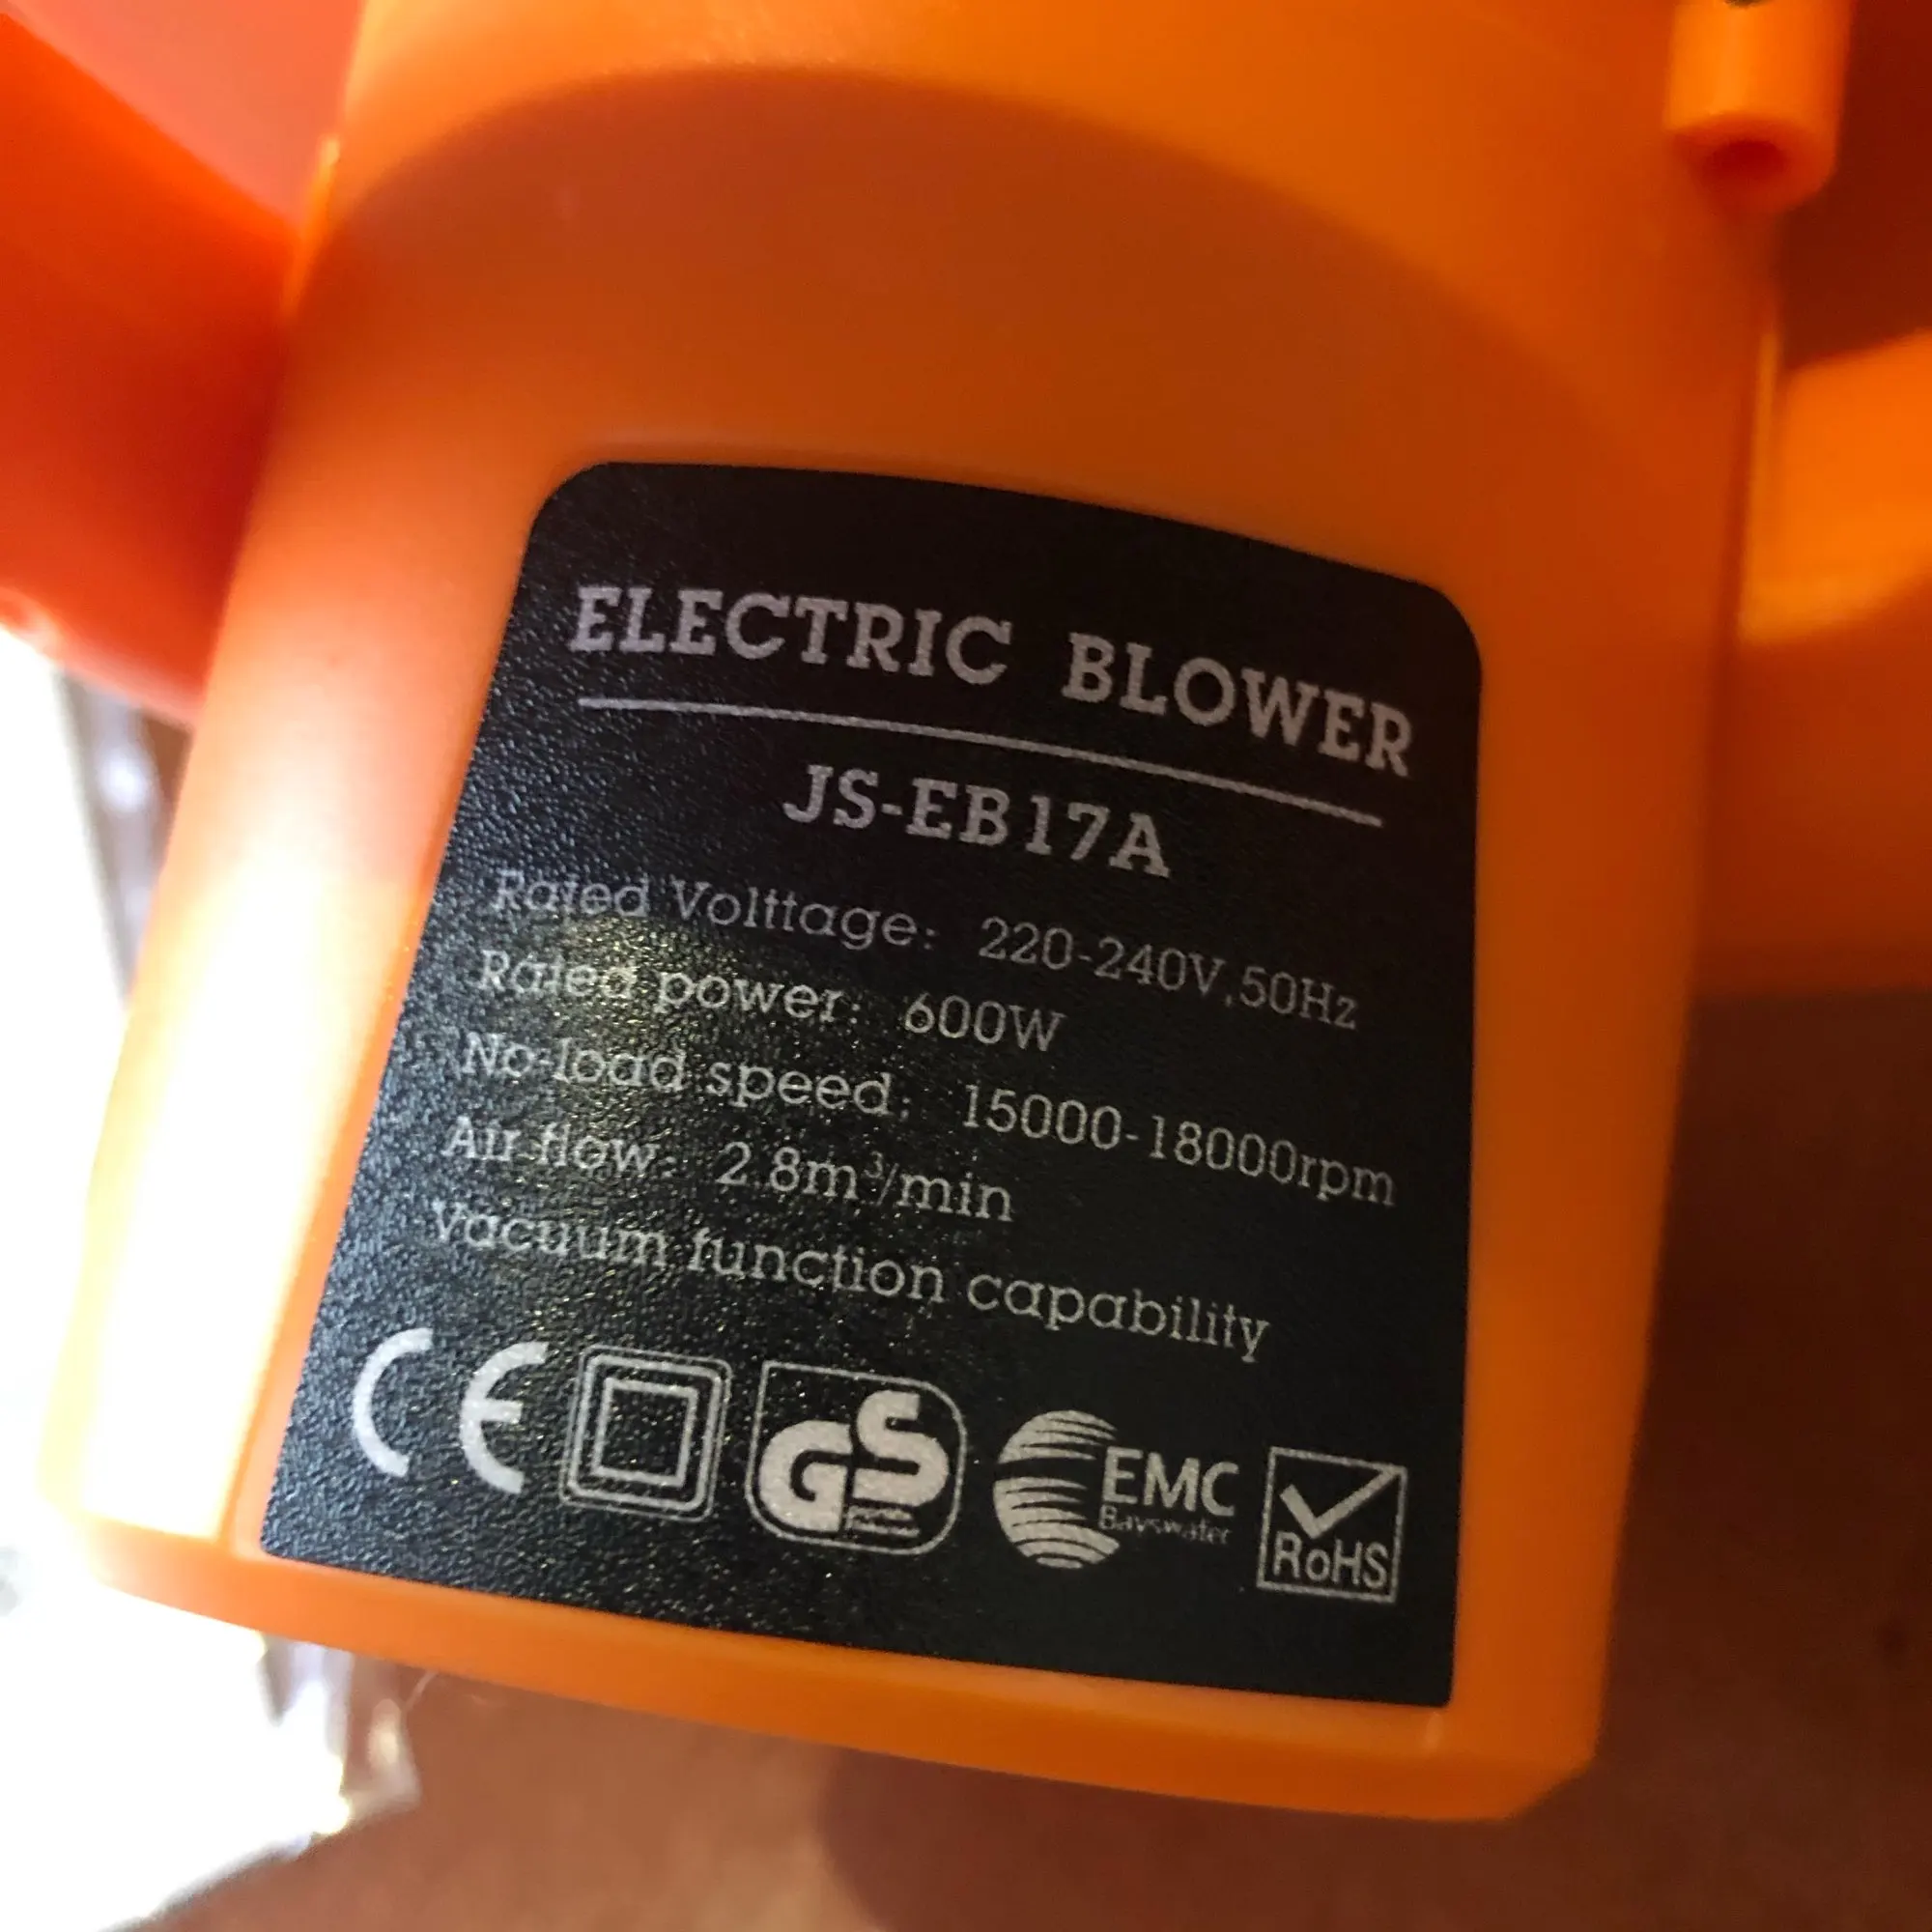 ELECTRIC BLOWER
JS-EB17A
Rated Volttage: 220-240V,50Hz
Rated power: 600W
No-load speed: 15000-18000rpm
Air flow: 2.8m³/min
vacuum function capability
CE GS EMC RoHS
Bayswater